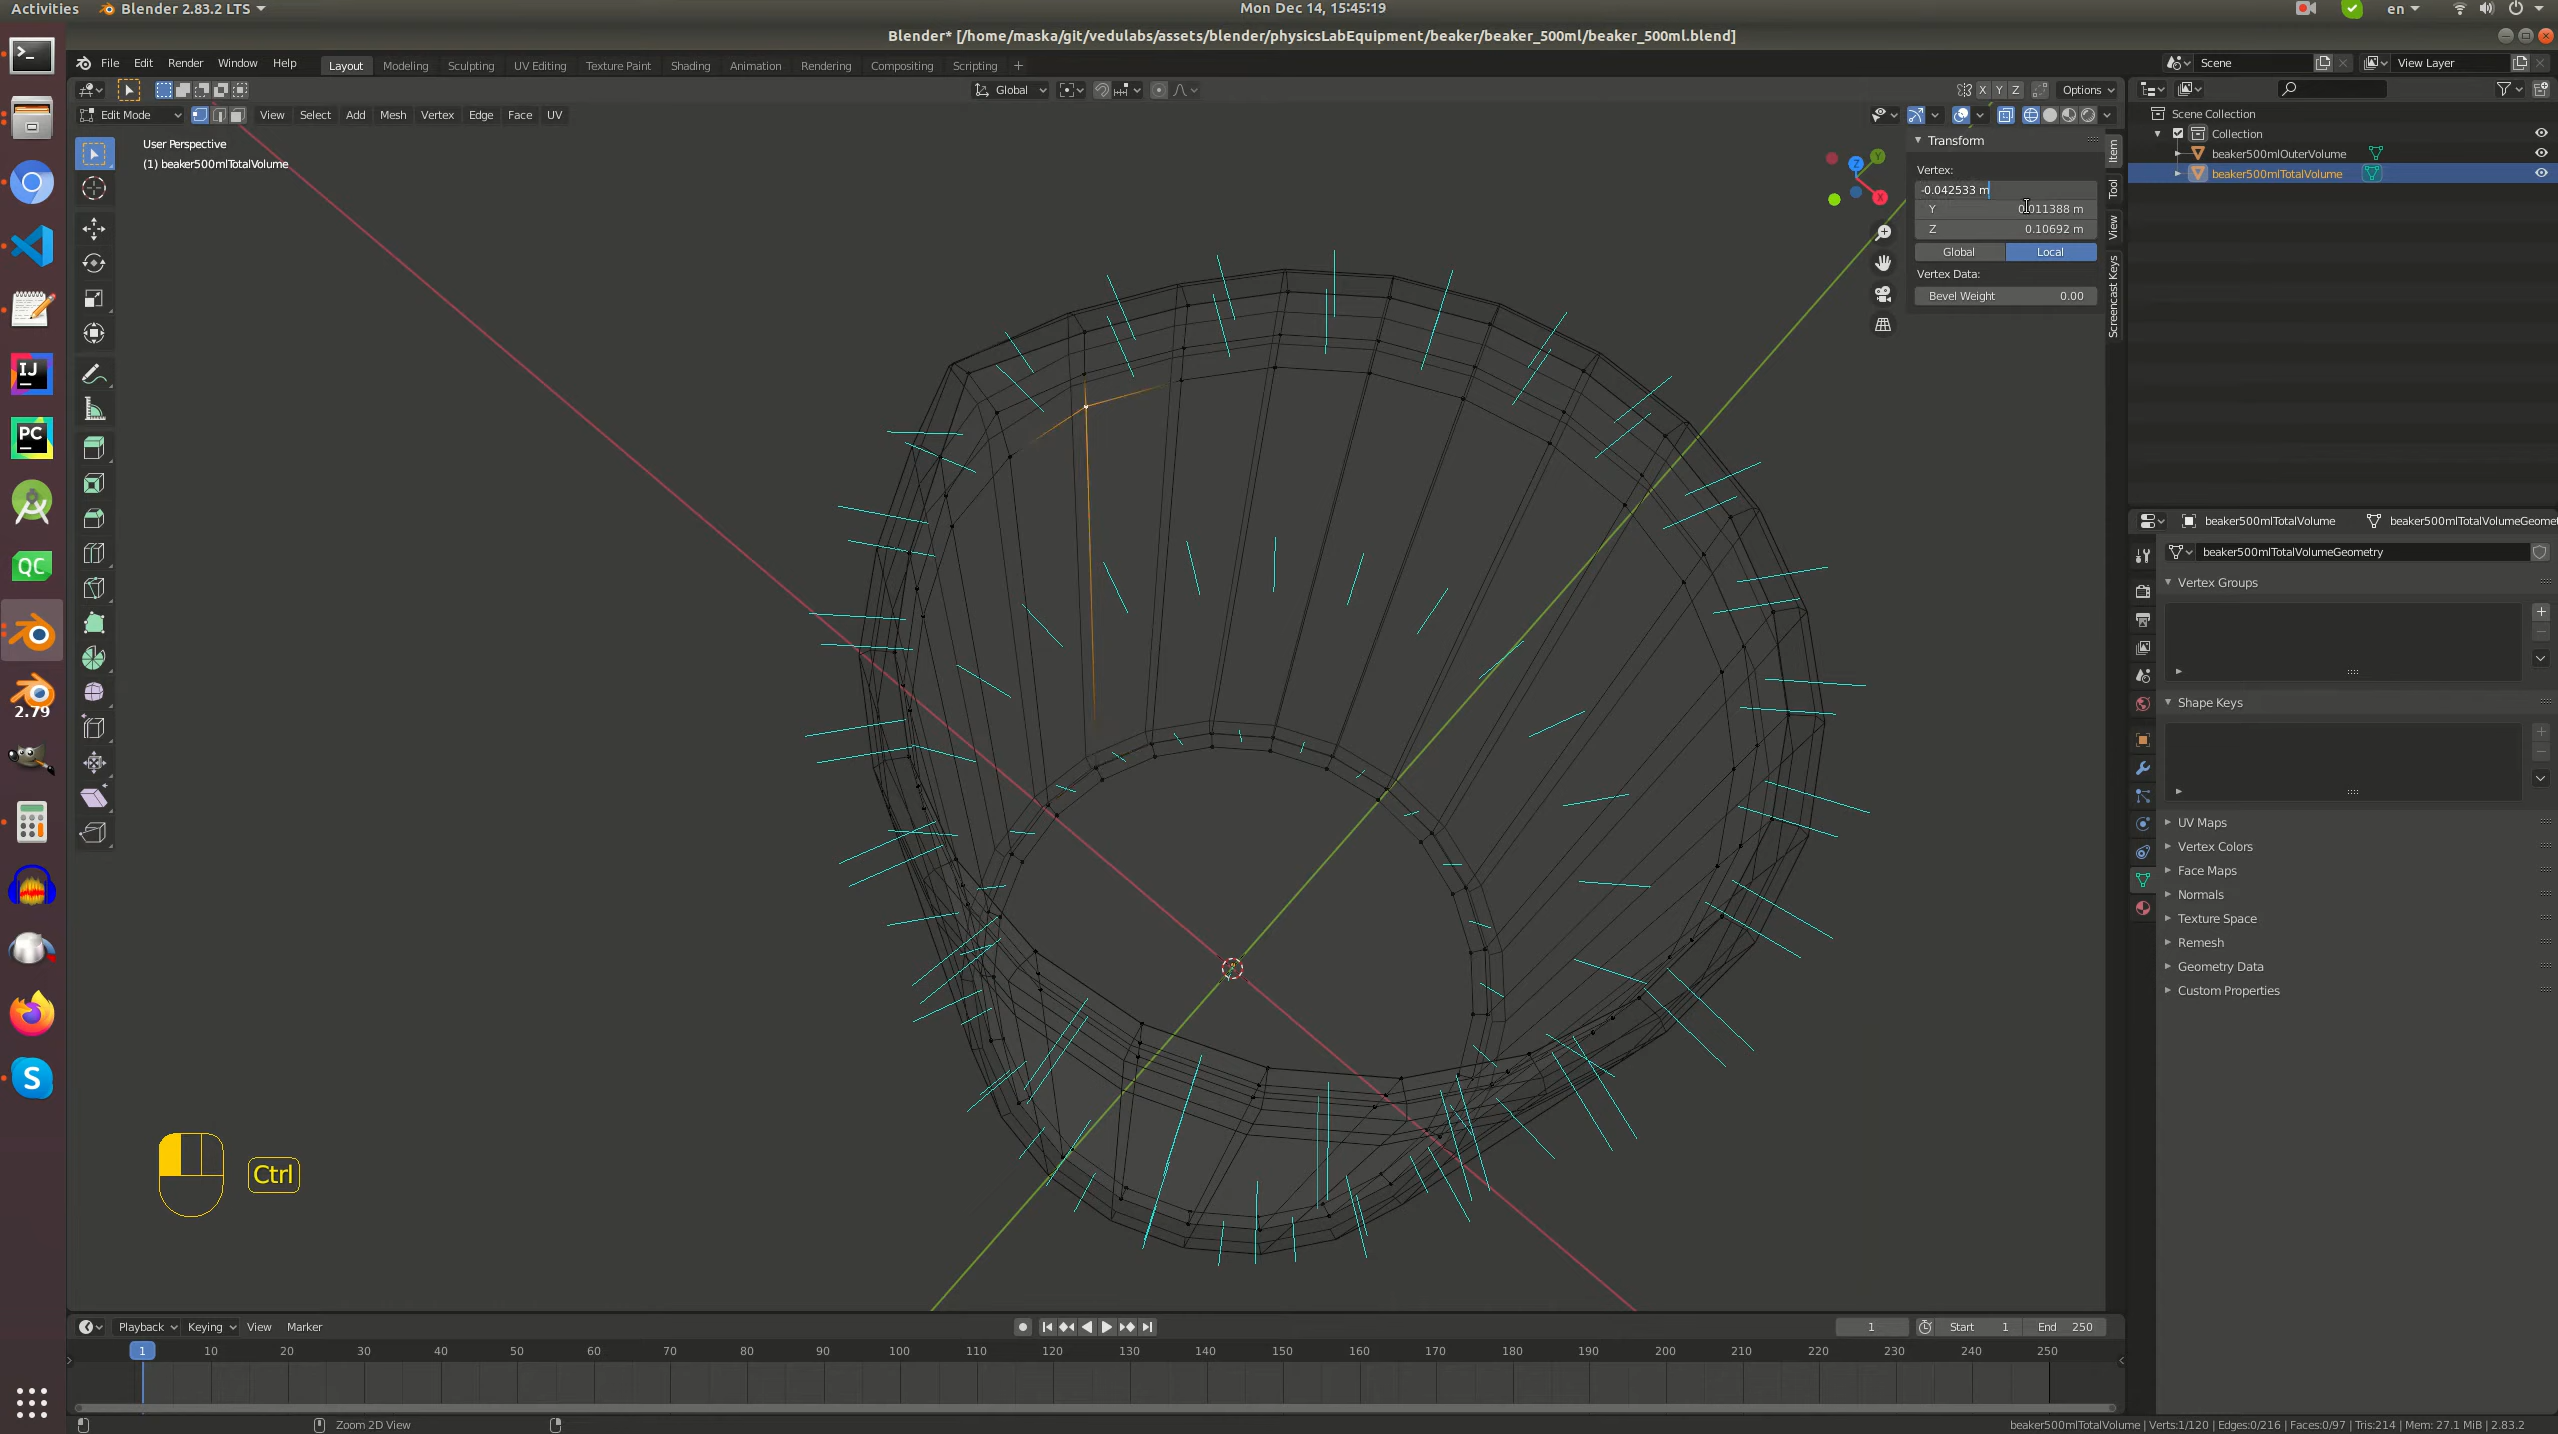 Activities
Blender 2.83.2 LTS
Mon Dec 14, 15:45:19
en
Blender* [/home/maska/git/vedulabs/assets/blender/physicsLabEquipment/beaker/beaker_500ml/beaker_500ml.blend]
File Edit Render Window Help
Layout Modeling Sculpting UV Editing Texture Paint Shading Animation Rendering Compositing Scripting +
Scene
View Layer
Global
X Y Z
Options
Edit Mode
View Select Add Mesh Vertex Edge Face UV
User Perspective
(1) beaker500mlTotalVolume
Transform
Vertex:
-0.042533 m
Y 0.011388 m
Z 0.10692 m
Global Local
Vertex Data:
Bevel Weight 0.00
Item
Tool
View
Screencast Keys
Z
Y
X
Scene Collection
Collection
beaker500mlOuterVolume
beaker500mlTotalVolume
beaker500mlTotalVolume
beaker500mlTotalVolumeGeomet
beaker500mlTotalVolumeGeometry
Vertex Groups
Shape Keys
UV Maps
Vertex Colors
Face Maps
Normals
Texture Space
Remesh
Geometry Data
Custom Properties
IJ
PC
QC
2.79
S
Ctrl
Playback Keying View Marker
1
Start 1
End 250
1 10 20 30 40 50 60 70 80 90 100 110 120 130 140 150 160 170 180 190 200 210 220 230 240 250
Zoom 2D View
beaker500mlTotalVolume | Verts:1/120 | Edges:0/216 | Faces:0/97 | Tris:214 | Mem: 27.1 MiB | 2.83.2